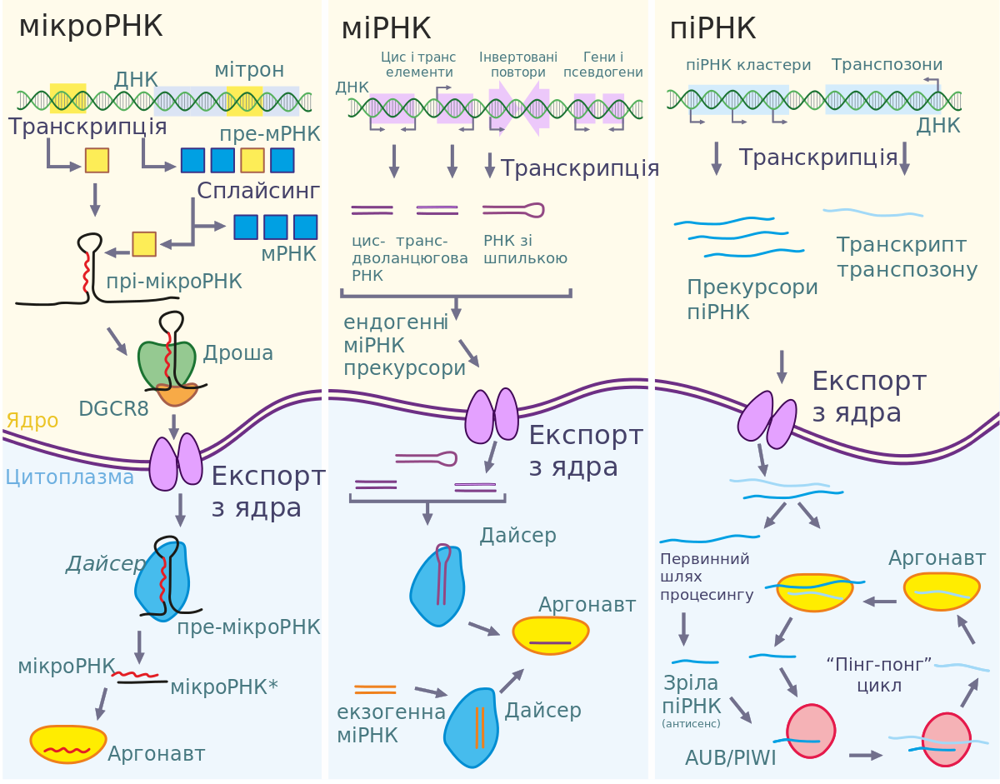 мікроРНК
мітрон
ДНК
Транскрипція
пре-мРНК
Сплайсинг
мРНК
прі-мікроРНК
Дроша
DGCR8
Ядро
Цитоплазма
Експорт
з ядра
Дайсер
пре-мікроРНК
мікроРНК
мікроРНК*
Аргонавт
міРНК
Цис і транс
елементи
Інвертовані
повтори
Гени і
псевдогени
ДНК
Транскрипція
цис- транс-
дволанцюгова
РНК
РНК зі
шпилькою
ендогенні
міРНК
прекурсори
Експорт
з ядра
Дайсер
Аргонавт
екзогенна
міРНК
Дайсер
піРНК
піРНК кластери
Транспозони
ДНК
Транскрипція
Транскрипт
транспозону
Прекурсори
піРНК
Експорт
з ядра
Первинний
шлях
процесингу
Аргонавт
“Пінг-понг”
цикл
Зріла
піРНК
(антисенс)
AUB/PIWI